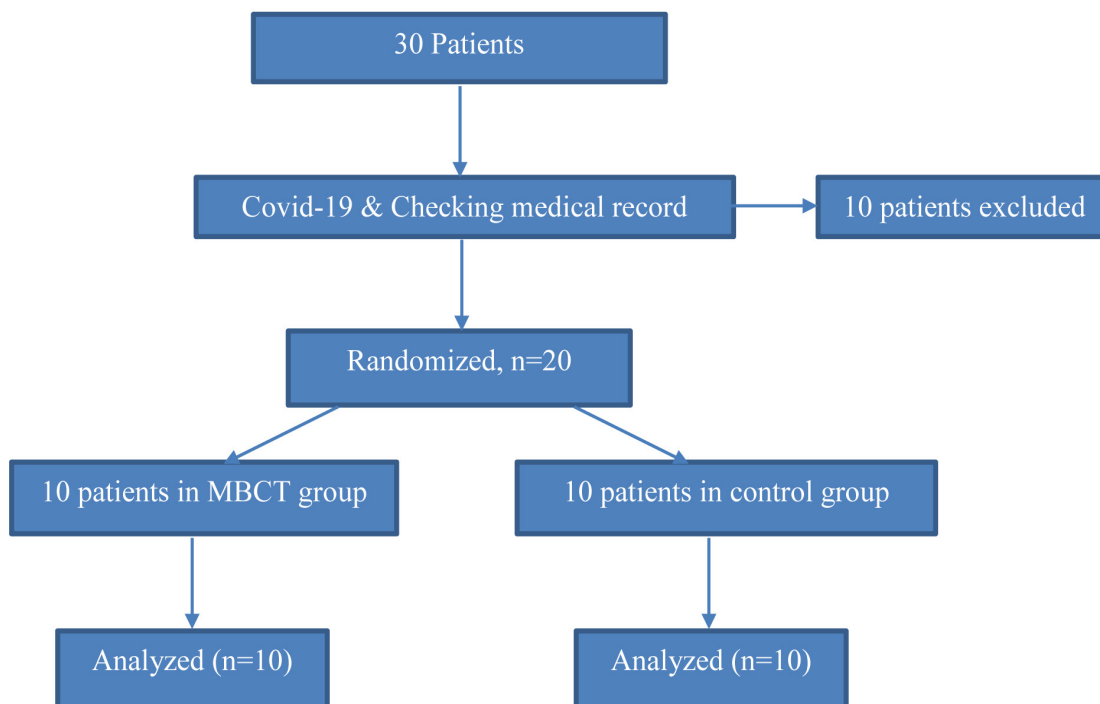 30 Patients
Covid-19 & Checking medical record
10 patients excluded
Randomized, n=20
10 patients in MBCT group
10 patients in control group
Analyzed (n=10)
Analyzed (n=10)